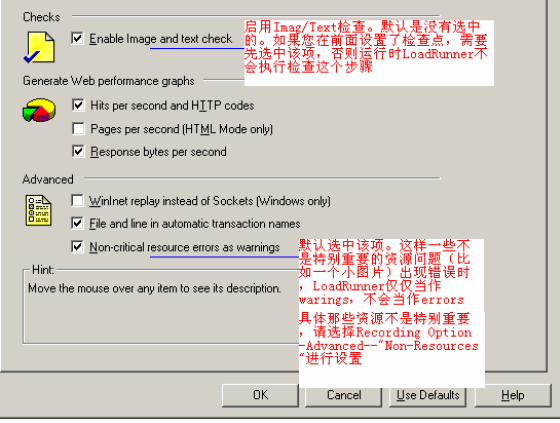 Checks
Enable Image and text check
启用Imag/Text检查。默认是没有选中
的。如果您在前面设置了检查点，需要
先选中该项，否则运行时LoadRunner不
会执行检查这个步骤
Generate Web performance graphs
Hits per second and HTTP codes
Pages per second (HTML Mode only)
Response bytes per second
Advanced
WinInet replay instead of Sockets (Windows only)
File and line in automatic transaction names
Non-critical resource errors as warnings
默认选中该项。这样一些不
是特别重要的资源问题（比
如一个小图片）出现错误时
，LoadRunner仅仅当作
warings，不会当作errors
具体那些资源不是特别重要
，请选择Recording Option
-Advanced--"Non-Resources
"进行设置
Hint:
Move the mouse over any item to see its description.
OK
Cancel
Use Defaults
Help